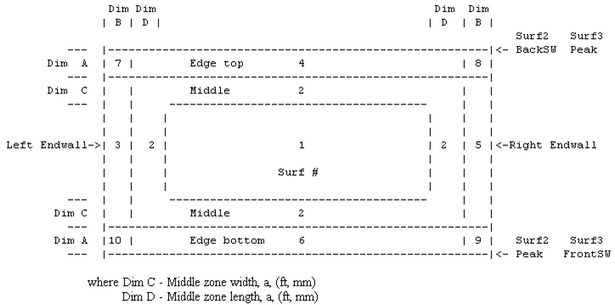 Dim Dim Dim Dim
| B | D | | D | B |
Surf2 Surf3
--- ------------------------------------------------------- <- BackSW Peak
Dim A | 7 | Edge top 4 | 8 |
--- -------------------------------------------------------
Dim C | | Middle 2 | |
--- | | -------------------------------------- | |
Left Endwall->| 3 | 2 | 1 | 2 | 5 |<-Right Endwall
| | | Surf # | | |
--- | | -------------------------------------- | |
Dim C | | Middle 2 | |
--- -------------------------------------------------------
Dim A |10 | Edge bottom 6 | 9 | Surf2 Surf3
--- ------------------------------------------------------- <- Peak FrontSW
where Dim C - Middle zone width, a, (ft, mm)
Dim D - Middle zone length, a, (ft, mm)